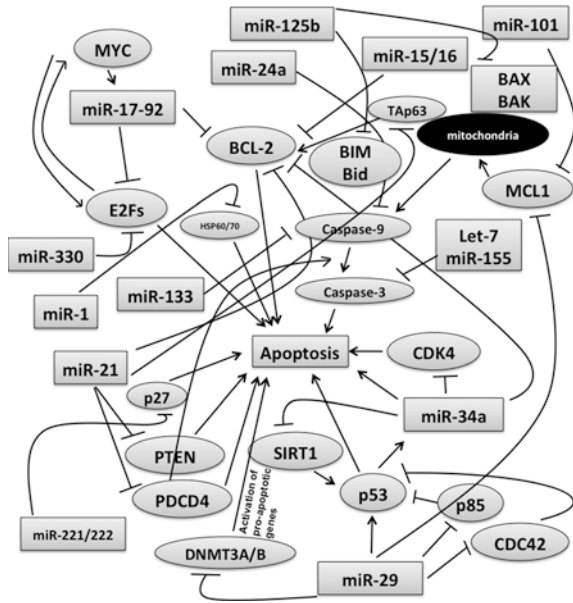 miR-125b
miR-101
MYC
miR-15/16
miR-24a
BAX
BAK
miR-17-92
TAp63
mitochondria
BCL-2
BIM
Bid
MCL1
E2Fs
HSP60/70
Caspase-9
Let-7
miR-155
miR-330
miR-133
Caspase-3
miR-1
Apoptosis
CDK4
miR-21
p27
miR-34a
PTEN
SIRT1
PDCD4
p53
p85
Activation of
pro-apoptotic
genes
miR-221/222
DNMT3A/B
CDC42
miR-29